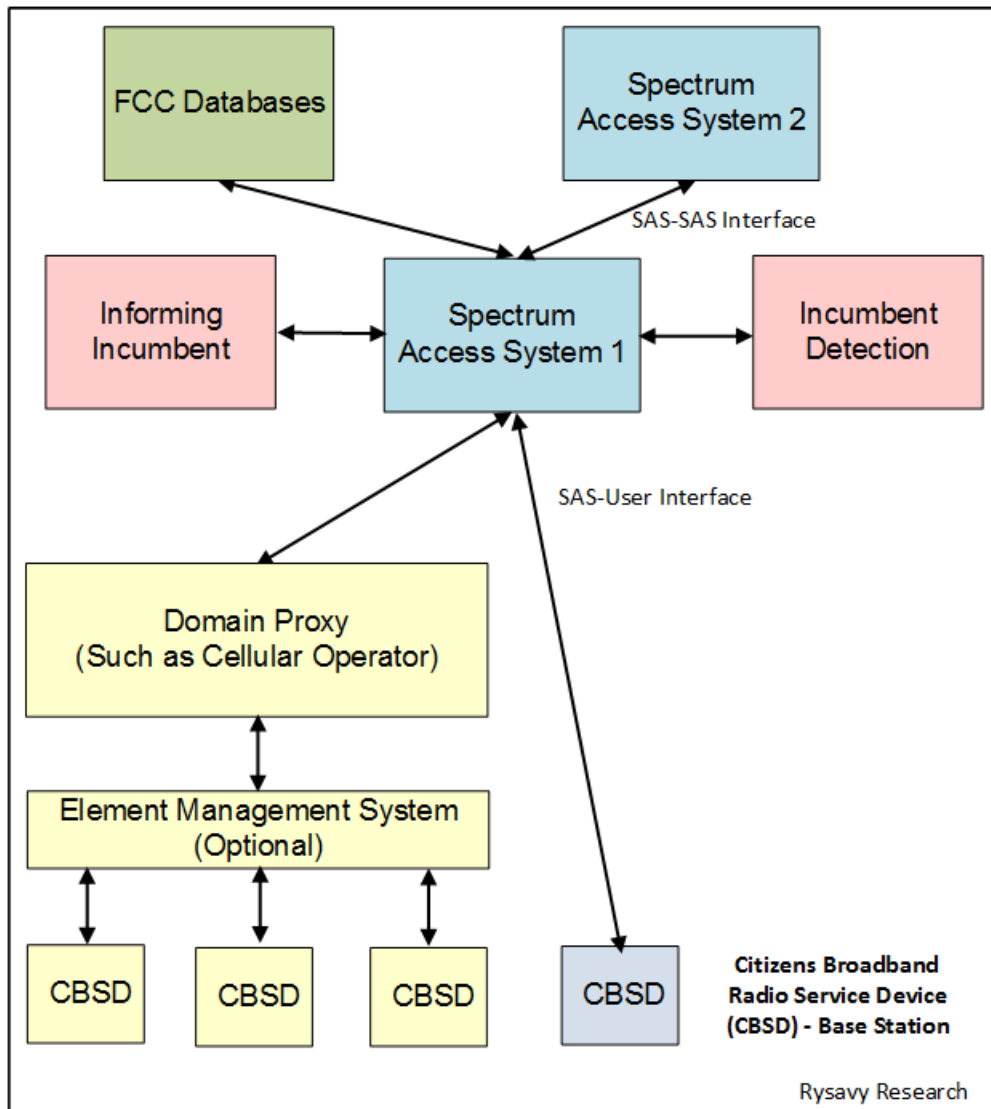 FCC Databases
Spectrum
Access System 2
SAS-SAS Interface
Informing
Incumbent
Spectrum
Access System 1
Incumbent
Detection
SAS-User Interface
Domain Proxy
(Such as Cellular Operator)
Element Management System
(Optional)
CBSD
CBSD
CBSD
CBSD
Citizens Broadband
Radio Service Device
(CBSD) - Base Station
Rysavy Research